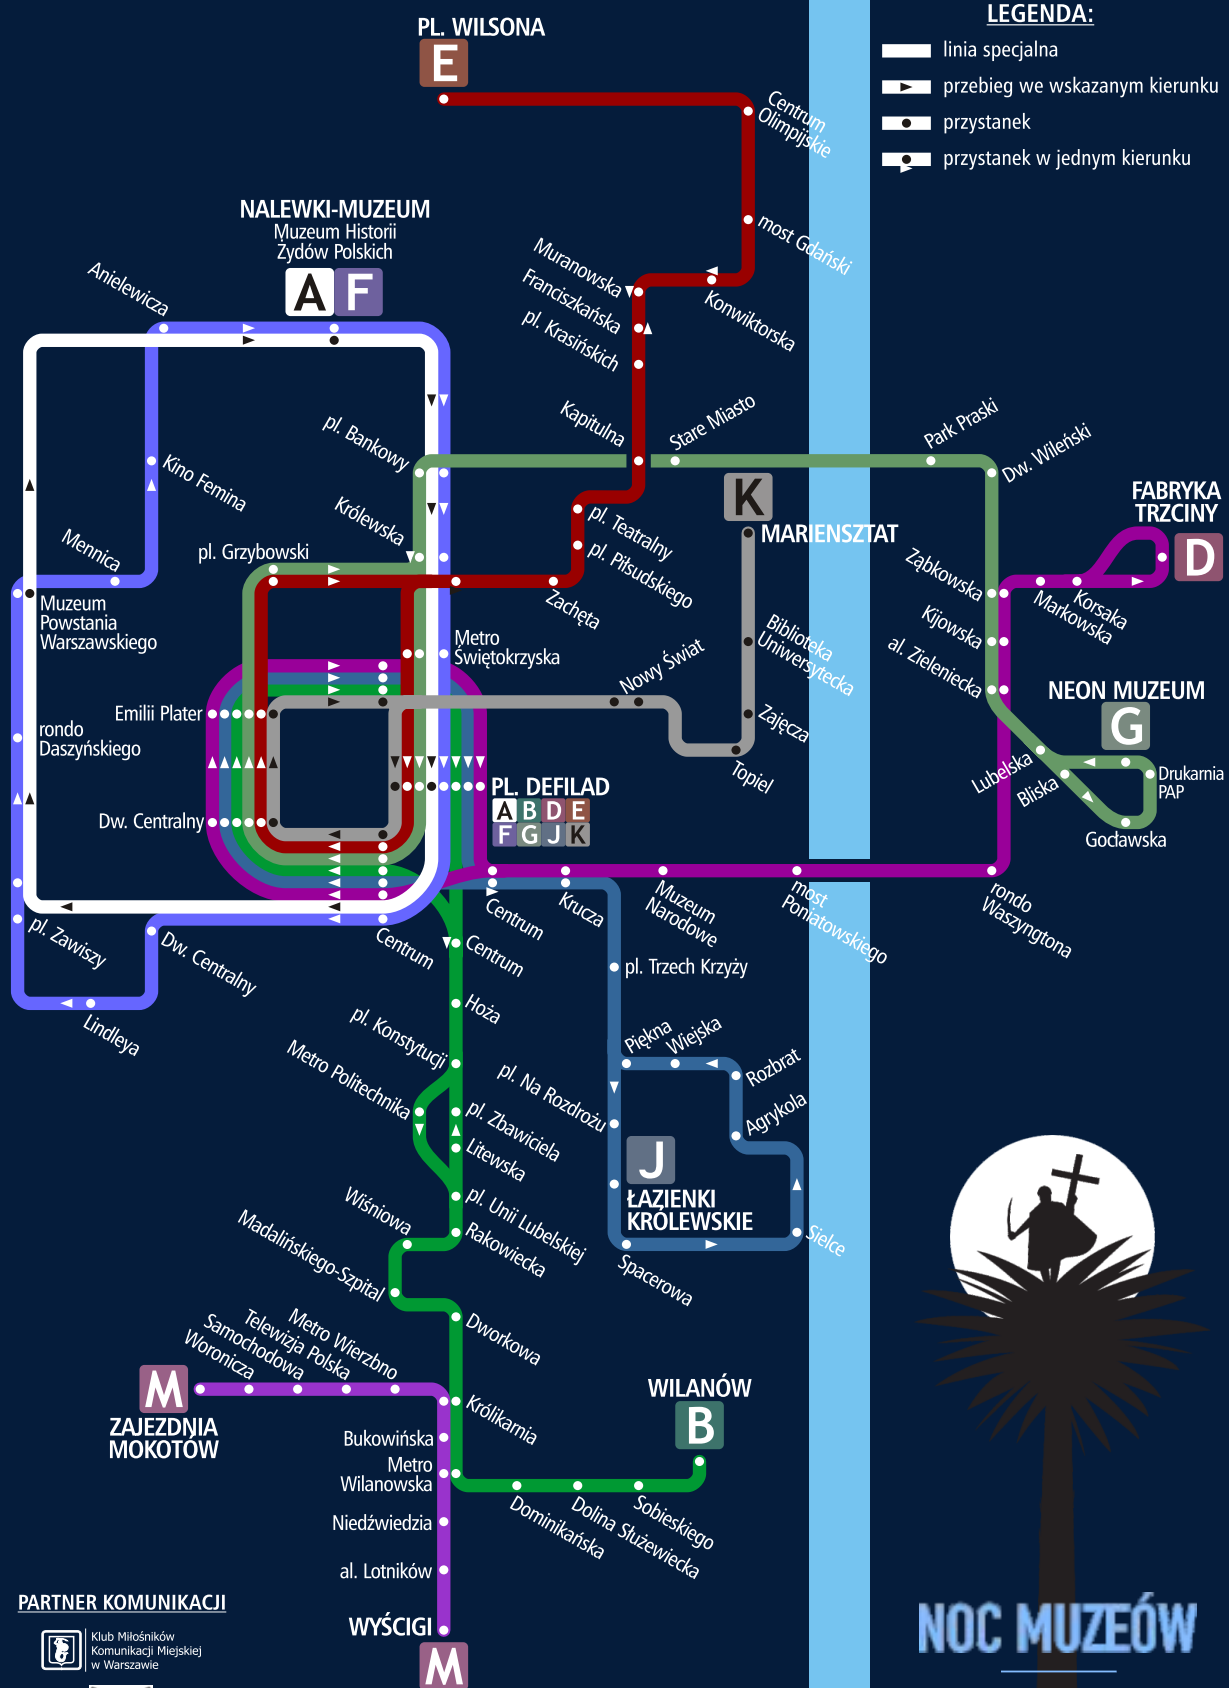 PL. WILSONA
E
LEGENDA:
linia specjalna
przebieg we wskazanym kierunku
przystanek
przystanek w jednym kierunku
Centrum
Olimpijskie
most Gdański
NALEWKI-MUZEUM
Muzeum Historii
Żydów Polskich
A F
Anielewicza
Muranowska
Franciszkańska
pl. Krasińskich
Konwiktorska
Kapitulna
Stare Miasto
Park Praski
Dw. Wileński
pl. Bankowy
Kino Femina
Królewska
K
MARIENSZTAT
FABRYKA
TRZCINY
D
pl. Teatralny
pl. Piłsudskiego
Mennica
pl. Grzybowski
Zachęta
Ząbkowska
Korsaka
Markowska
Muzeum
Powstania
Warszawskiego
Metro
Świętokrzyska
Biblioteka
Uniwersytecka
Kijowska
al. Zieleniecka
Nowy Świat
NEON MUZEUM
G
Emilii Plater
rondo
Daszyńskiego
Zajęcza
Topiel
Lubelska
Bliska
Drukarnia
PAP
Gocławska
Dw. Centralny
PL. DEFILAD
A B D E
F G J K
pl. Zawiszy
Dw. Centralny
Centrum
Centrum
Centrum
Krucza
Muzeum
Narodowe
most
Poniatowskiego
rondo
Waszyngtona
Lindleya
Hoża
pl. Trzech Krzyży
pl. Konstytucji
Metro Politechnika
Piękna
Wiejska
Rozbrat
pl. Na Rozdrożu
Agrykola
pl. Zbawiciela
Litewska
J
ŁAZIENKI
KRÓLEWSKIE
Wiśniowa
pl. Unii Lubelskiej
Rakowiecka
Sielce
Spacerowa
Madalińskiego-Szpital
Dworkowa
Metro Wierzbno
Telewizja Polska
Samochodowa
Woronicza
M
ZAJEZDNIA
MOKOTÓW
WILANÓW
B
Królikarnia
Bukowińska
Metro
Wilanowska
Dominikańska
Dolina Służewiecka
Sobieskiego
Niedźwiedzia
al. Lotników
WYŚCIGI
M
PARTNER KOMUNIKACJI
Klub Miłośników
Komunikacji Miejskiej
w Warszawie
NOC MUZEÓW